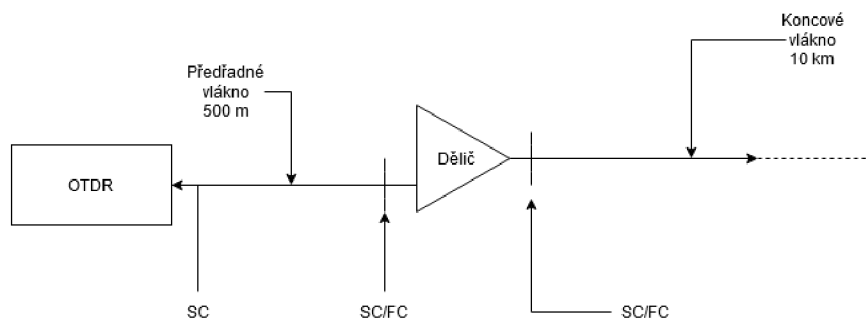 Koncové
vlákno
10 km
Předřadné
vlákno
500 m
Dělič
OTDR
SC
SC/FC
SC/FC